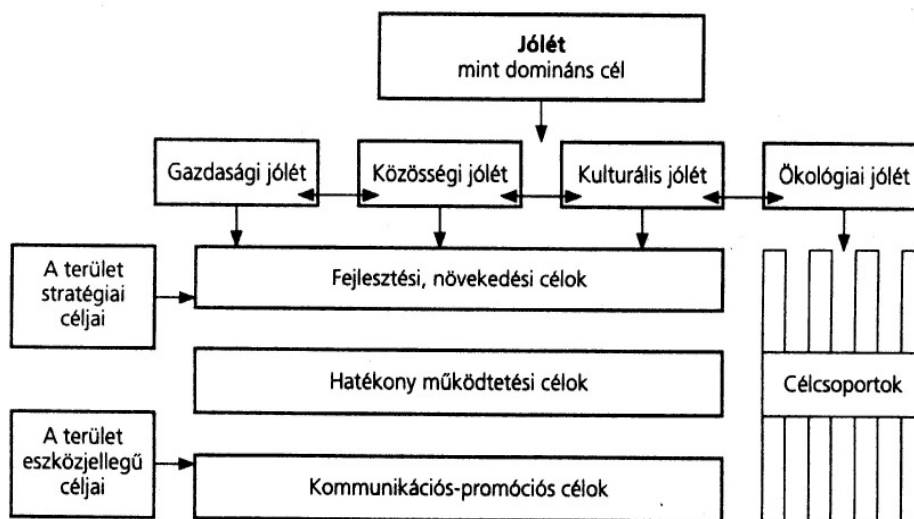 Jólét
mint domináns cél
Gazdasági jólét
Közösségi jólét
Kulturális jólét
Ökológiai jólét
A terület
stratégiai
céljai
Fejlesztési, növekedési célok
Hatékony működtetési célok
Célcsoportok
A terület
eszközjellegű
céljai
Kommunikációs-promóciós célok